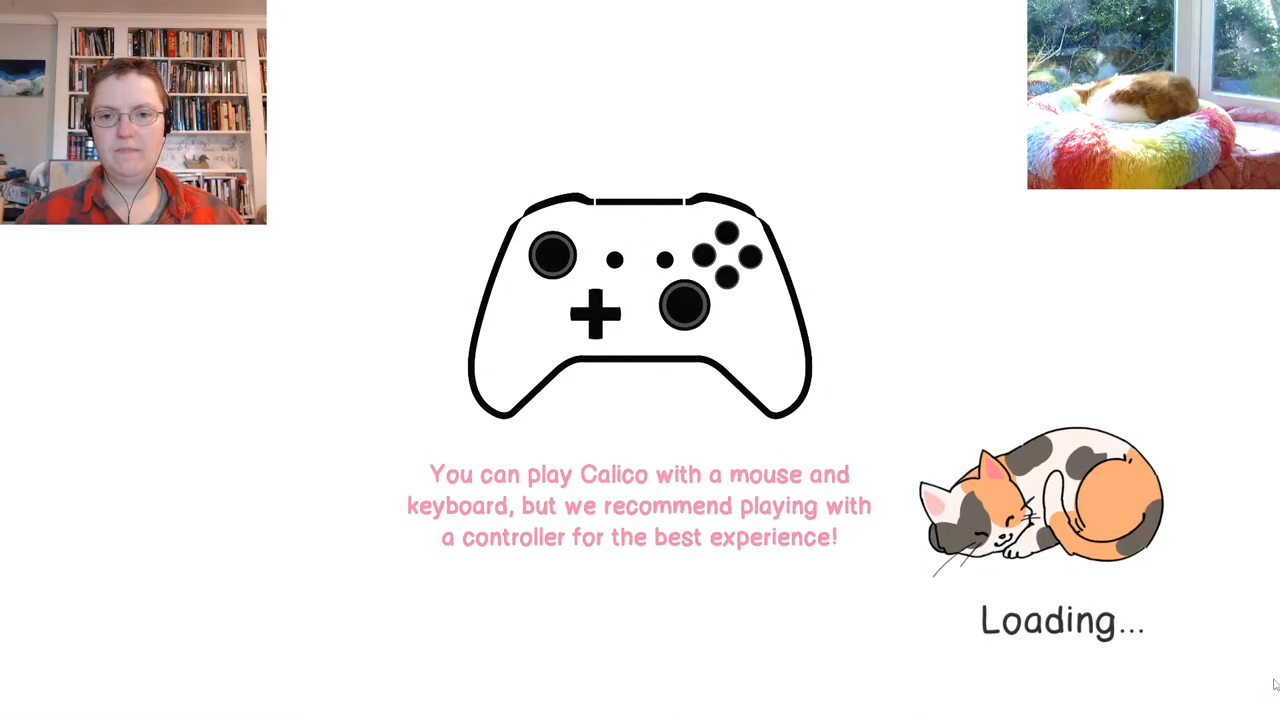 You can play Calico with a mouse and
keyboard, but we recommend playing with
a controller for the best experience!
Loading...